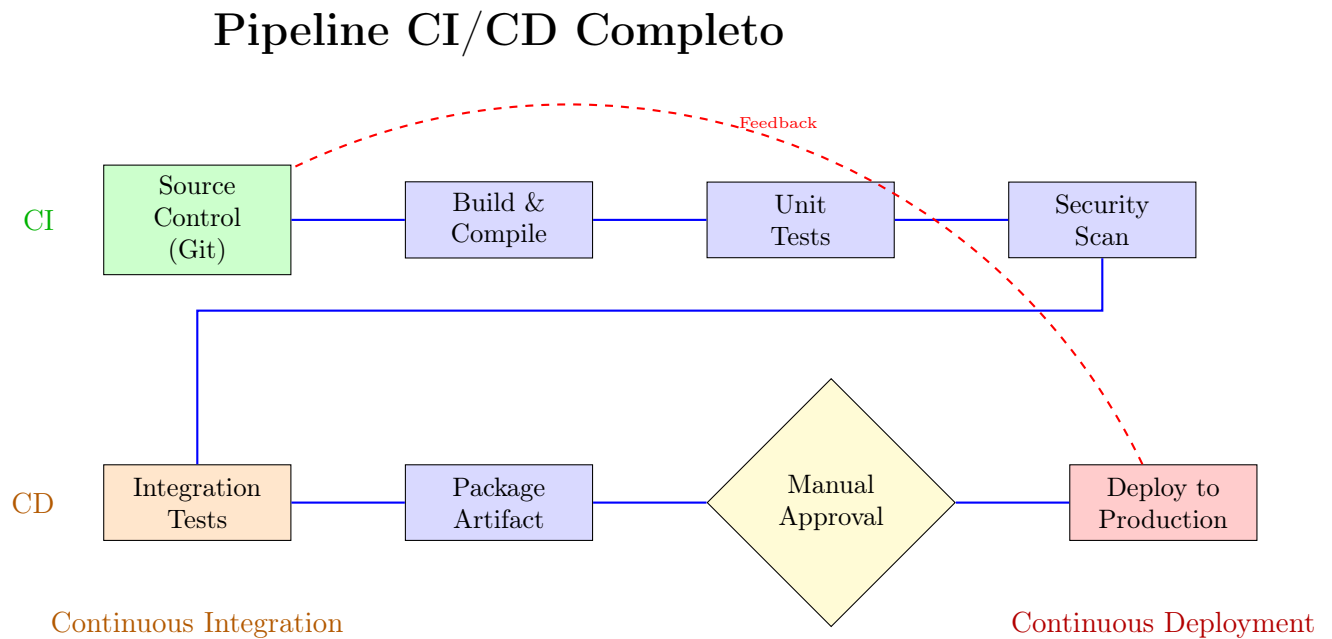 Pipeline CI/CD Completo
Feedback
CI
Source
Control
(Git)
Build &
Compile
Unit
Tests
Security
Scan
CD
Integration
Tests
Package
Artifact
Manual
Approval
Deploy to
Production
Continuous Integration
Continuous Deployment